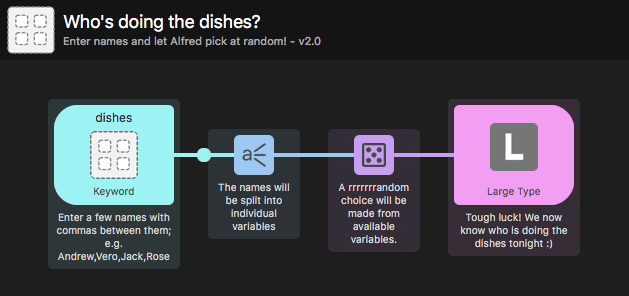 Who's doing the dishes?
Enter names and let Alfred pick at random! - v2.0
dishes
Keyword
Enter a few names with
commas between them;
e.g.
Andrew,Vero,Jack,Rose
a
The names will
be split into
individual
variables
A rrrrrrrandom
choice will be
made from
available
variables.
L
Large Type
Tough luck! We now
know who is doing the
dishes tonight :)